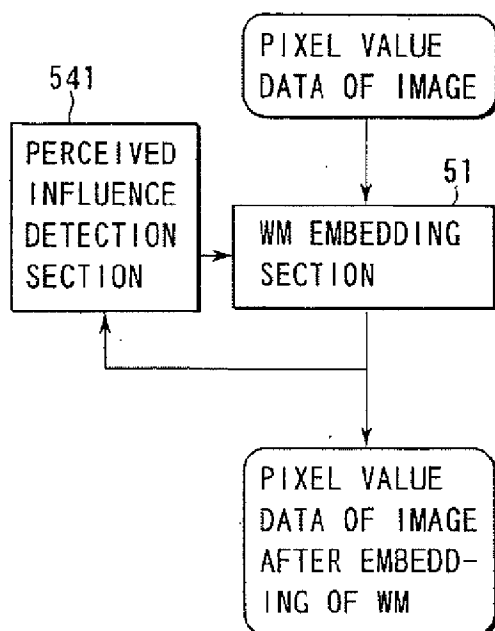 PIXEL VALUE
DATA OF IMAGE
541
PERCEIVED
INFLUENCE
DETECTION
SECTION
51
WM EMBEDDING
SECTION
PIXEL VALUE
DATA OF IMAGE
AFTER EMBEDD-
ING OF WM